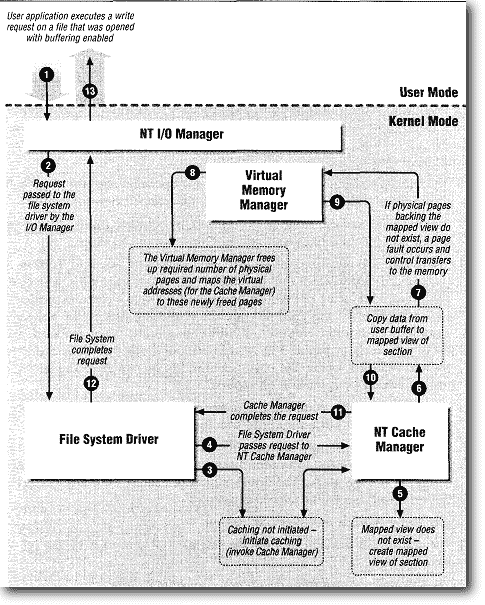 User application executes a write
request on a file that was opened
with buffering enabled
1
13
User Mode
Kernel Mode
NT I/O Manager
2
Request
passed to the
file system
driver by the
I/O Manager
8
Virtual
Memory
Manager
9
If physical pages
backing the
mapped view do
not exist, a page
fault occurs and
control transfers
to the memory
7
The Virtual Memory Manager frees
up required number of physical
pages and maps the virtual
addresses (for the Cache Manager)
to these newly freed pages
Copy data from
user buffer to
mapped view of
section
File System
completes
request
12
10
6
Cache Manager
completes the request
11
File System Driver
4
File System Driver
passes request to
NT Cache Manager
3
NT Cache
Manager
5
Caching not initiated –
initiate caching
(invoke Cache Manager)
Mapped view does
not exist –
create mapped
view of section